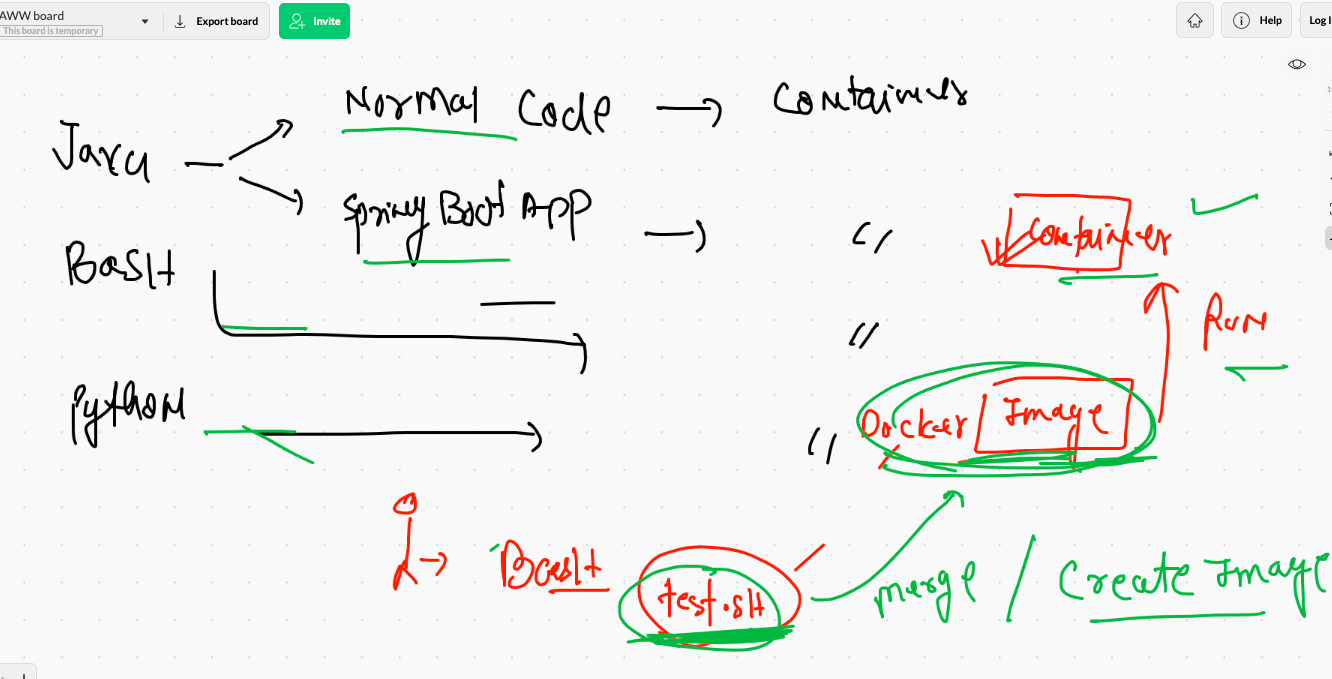 AWW board
This board is temporary
Export board
Invite
Help
Log I
Normal Code → Containers
Java
Spring Boot App → "
Container
BasH
"
Run
Python
"
Docker Image
BasH test.sH
merge / Create Image